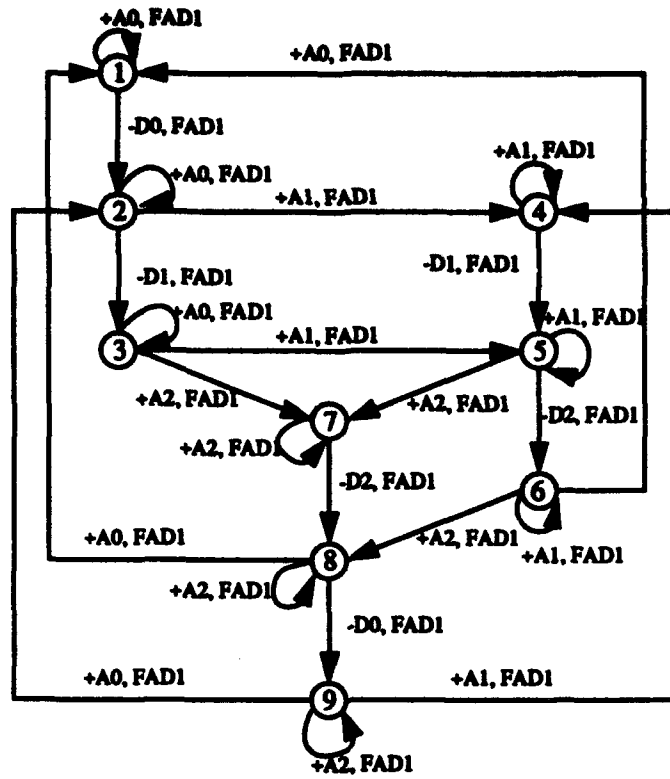 +A0, FAD1
1
+A0, FAD1
-D0, FAD1
+A0, FAD1
+A1, FAD1
2
+A1, FAD1
4
-D1, FAD1
-D1, FAD1
+A0, FAD1
+A1, FAD1
3
+A1, FAD1
5
+A2, FAD1
+A2, FAD1
-D2, FAD1
7
+A2, FAD1
-D2, FAD1
6
+A0, FAD1
+A2, FAD1
+A1, FAD1
8
+A2, FAD1
-D0, FAD1
+A0, FAD1
+A1, FAD1
9
+A2, FAD1